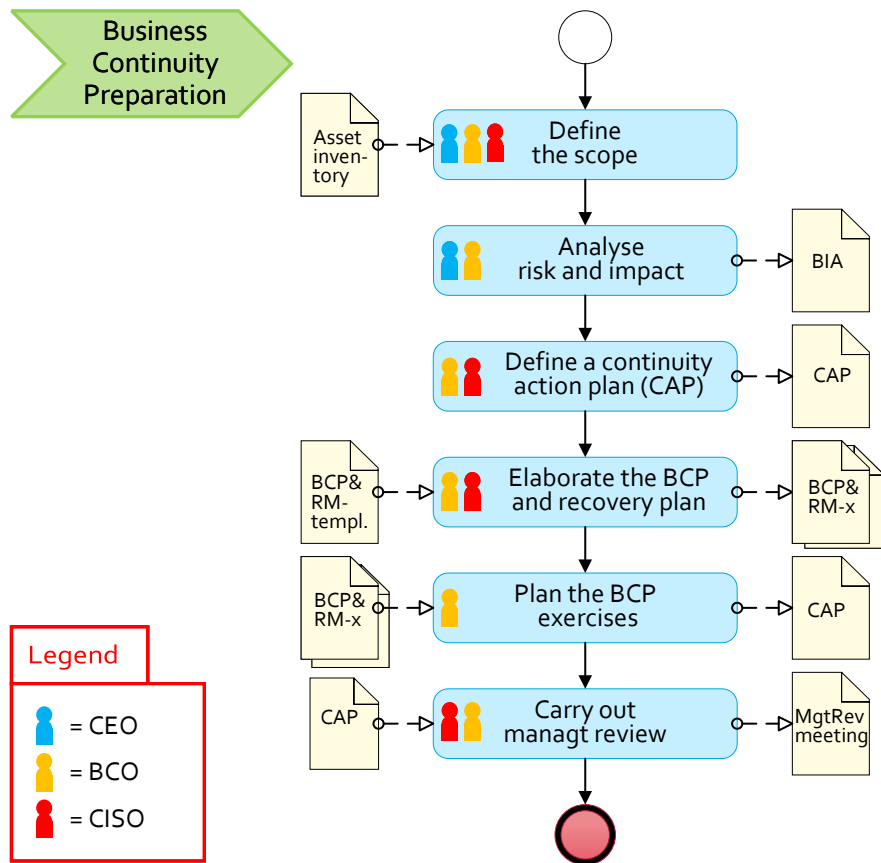 Business
Continuity
Preparation
Asset
inven-
tory
Define
the scope
Analyse
risk and impact
BIA
Define a continuity
action plan (CAP)
CAP
BCP&
RM-
templ.
Elaborate the BCP
and recovery plan
BCP&
RM-x
BCP&
RM-x
Plan the BCP
exercises
CAP
CAP
Carry out
managt review
MgtRev
meeting
Legend
= CEO
= BCO
= CISO